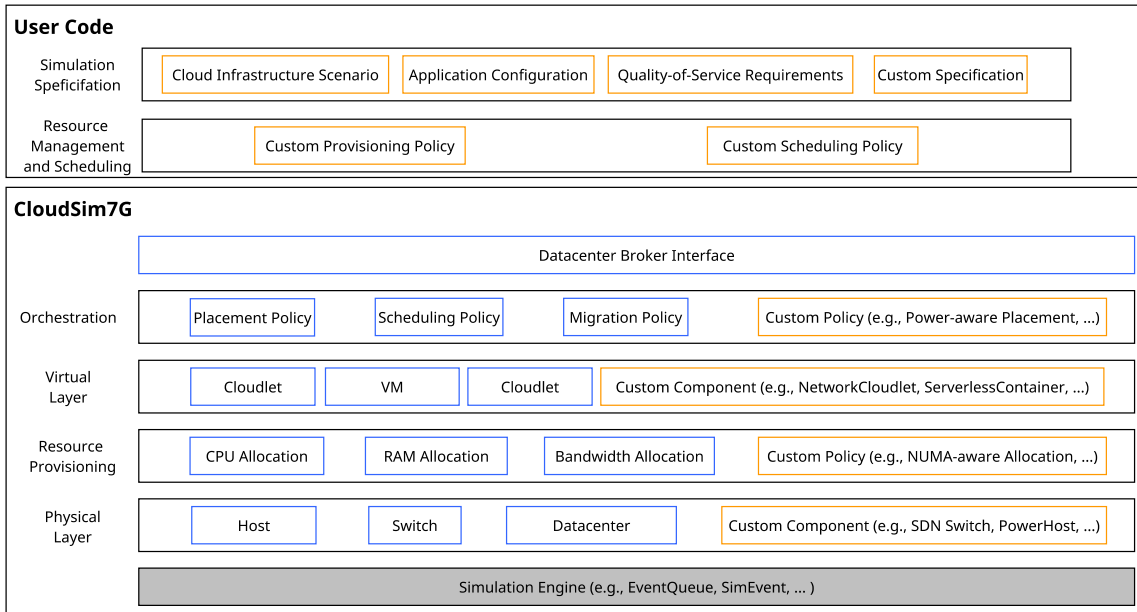 User Code
Simulation
Speficifation
Cloud Infrastructure Scenario
Application Configuration
Quality-of-Service Requirements
Custom Specification
Resource
Management
and Scheduling
Custom Provisioning Policy
Custom Scheduling Policy
CloudSim7G
Datacenter Broker Interface
Orchestration
Placement Policy
Scheduling Policy
Migration Policy
Custom Policy (e.g., Power-aware Placement, ...)
Virtual
Layer
Cloudlet
VM
Cloudlet
Custom Component (e.g., NetworkCloudlet, ServerlessContainer, ...)
Resource
Provisioning
CPU Allocation
RAM Allocation
Bandwidth Allocation
Custom Policy (e.g., NUMA-aware Allocation, ...)
Physical
Layer
Host
Switch
Datacenter
Custom Component (e.g., SDN Switch, PowerHost, ...)
Simulation Engine (e.g., EventQueue, SimEvent, ... )